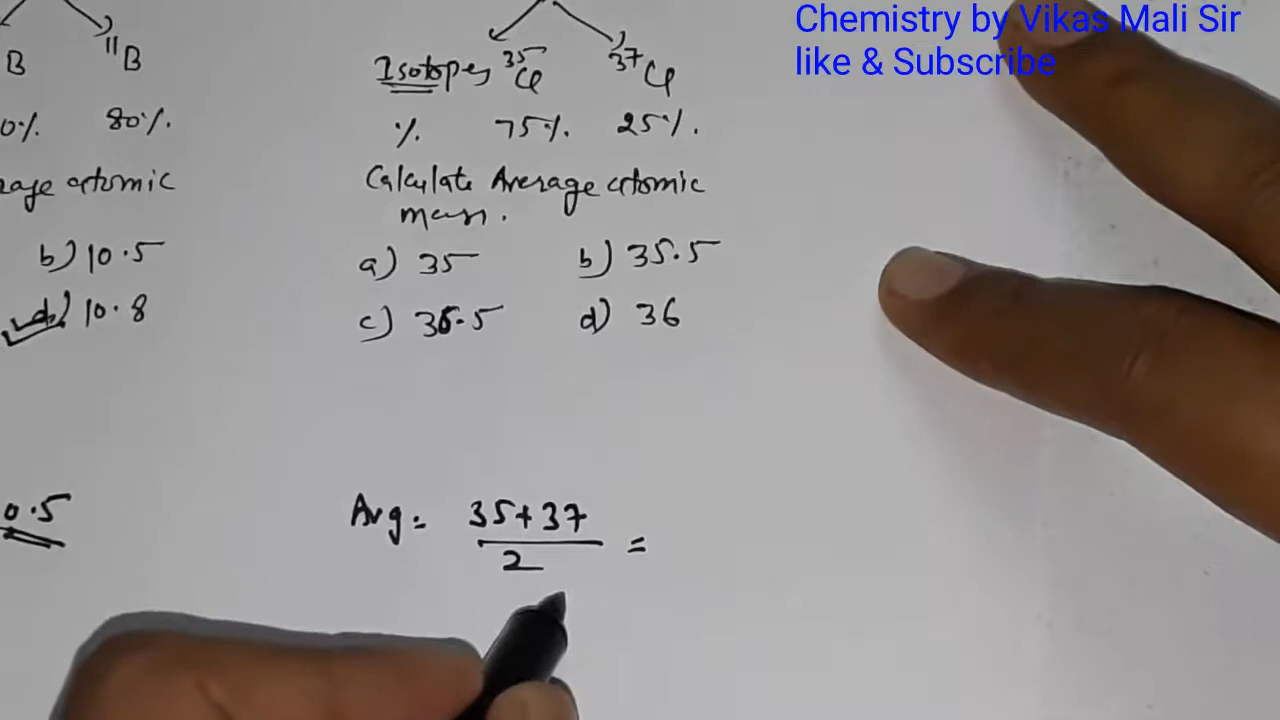 Chemistry by Vikas Mali Sir
like & Subscribe
B ¹¹B
0% 80%.
rage atomic
b) 10.5
d) 10.8
0.5
Isotopes ³⁵Cl ³⁷Cl
% 75%. 25%.
Calculate Average atomic
mass.
a) 35 b) 35.5
c) 36.5 d) 36
Avg = 35+37
2 =